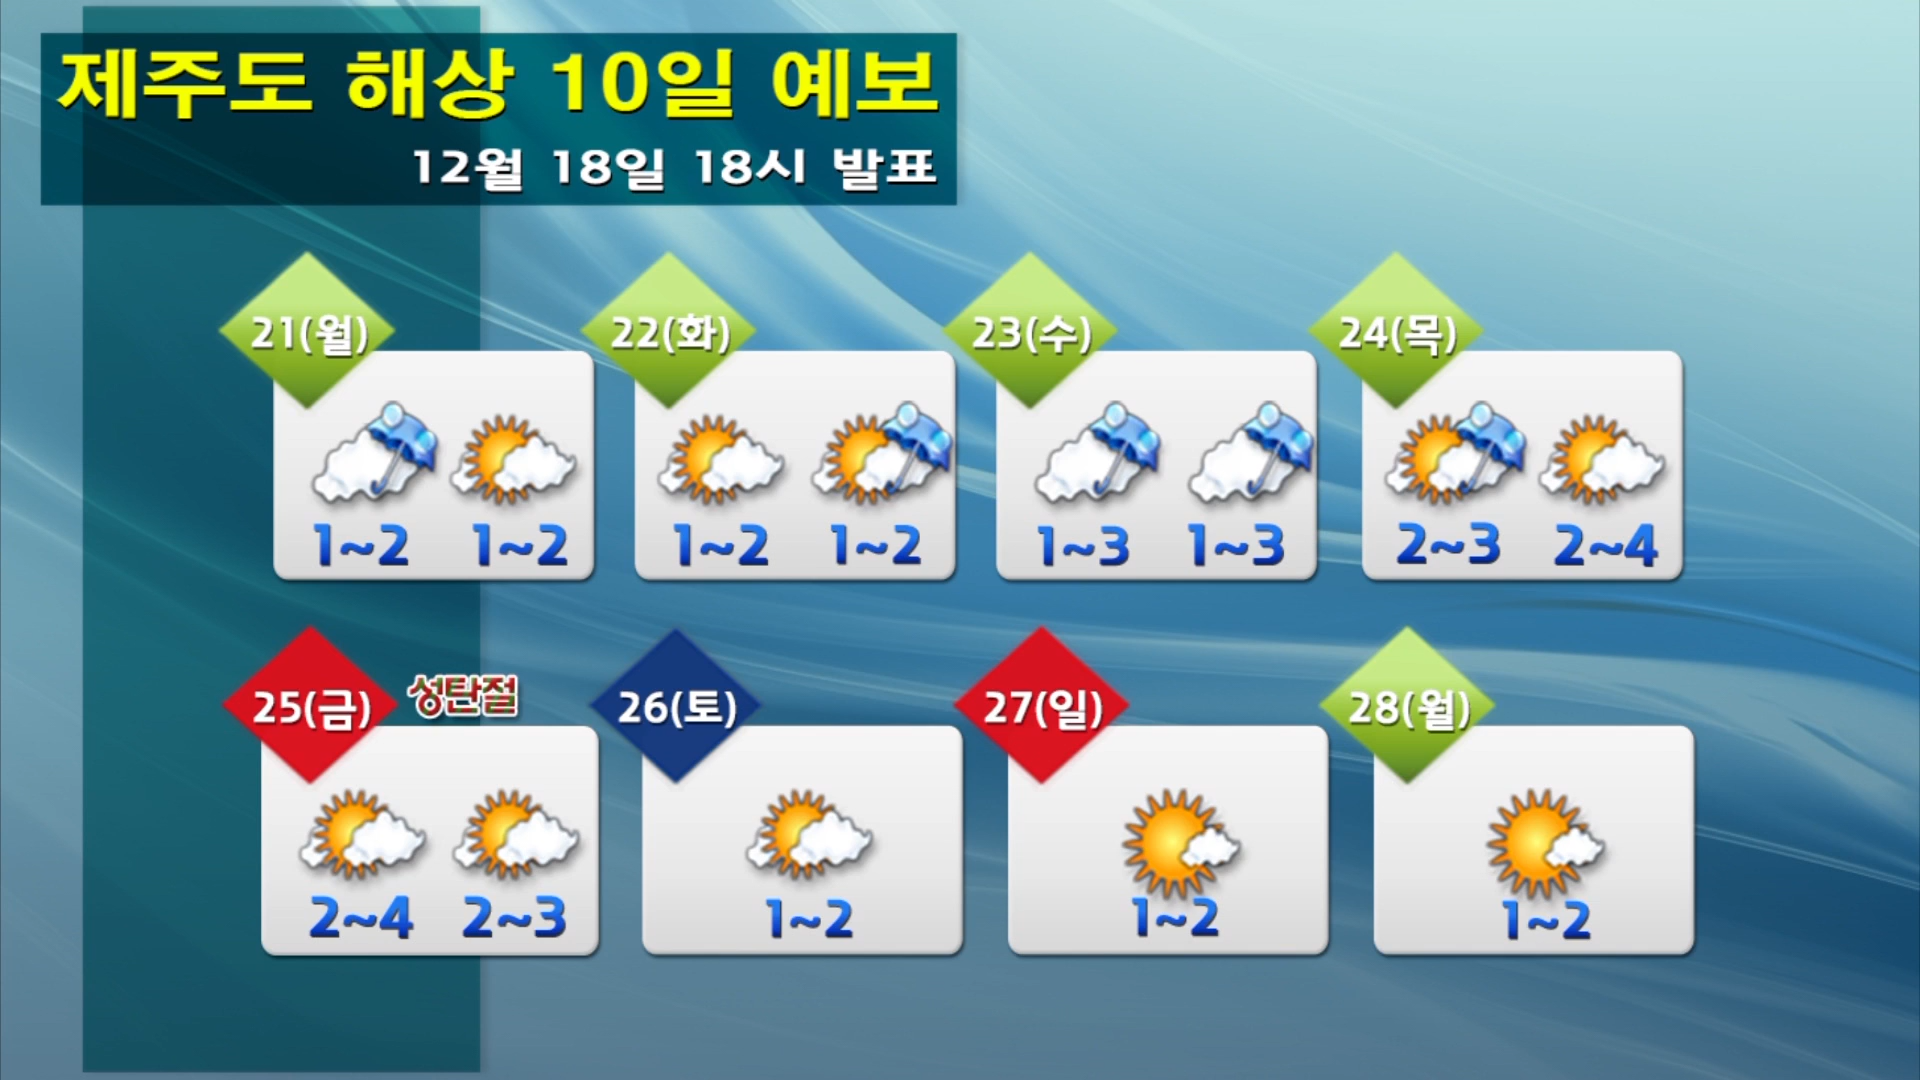 제주도 해상 10일 예보
12월 18일 18시 발표
21(월) 22(화) 23(수) 24(목)
1~2 1~2 1~2 1~2 1~3 1~3 2~3 2~4
25(금) 성탄절 26(토) 27(일) 28(월)
2~4 2~3 1~2 1~2 1~2